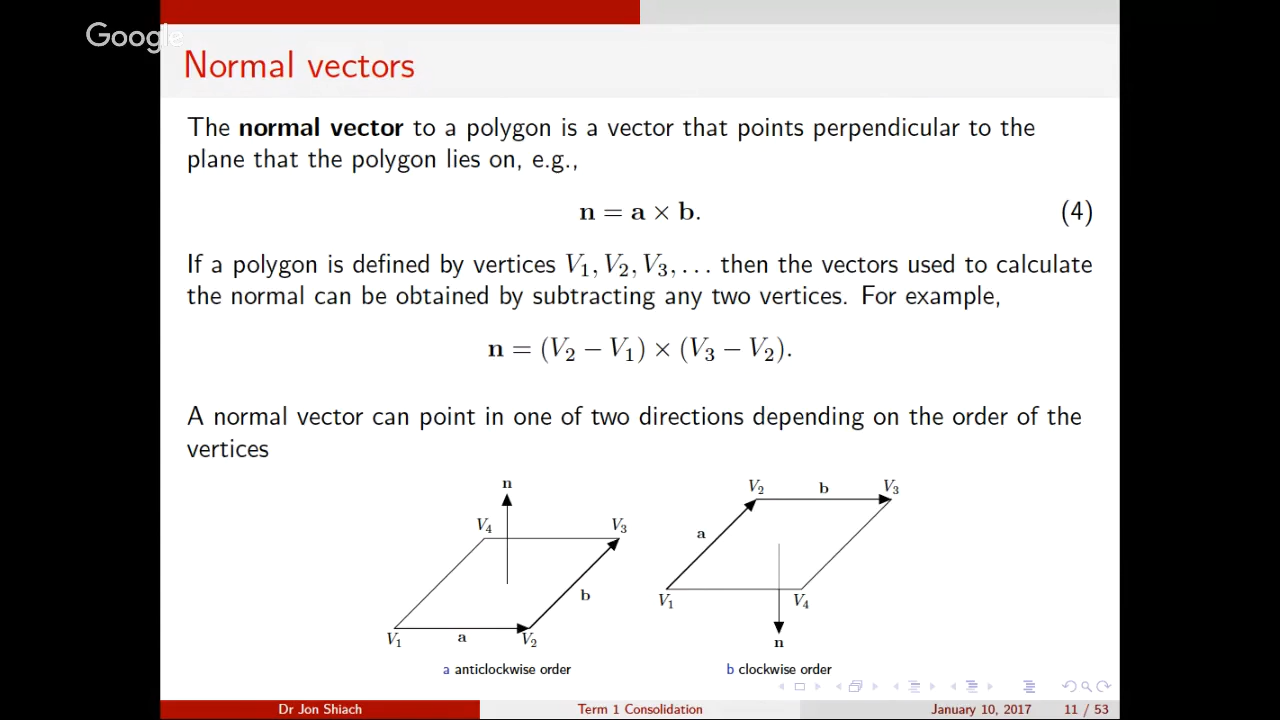 Google
Normal vectors
The normal vector to a polygon is a vector that points perpendicular to the
plane that the polygon lies on, e.g.,
n = a × b. (4)
If a polygon is defined by vertices V₁, V₂, V₃, . . . then the vectors used to calculate
the normal can be obtained by subtracting any two vertices. For example,
n = (V₂ − V₁) × (V₃ − V₂).
A normal vector can point in one of two directions depending on the order of the
vertices
n
V₄
V₃
b
V₁
a
V₂
a anticlockwise order
V₂
b
V₃
a
V₁
V₄
n
b clockwise order
Dr Jon Shiach Term 1 Consolidation January 10, 2017 11 / 53